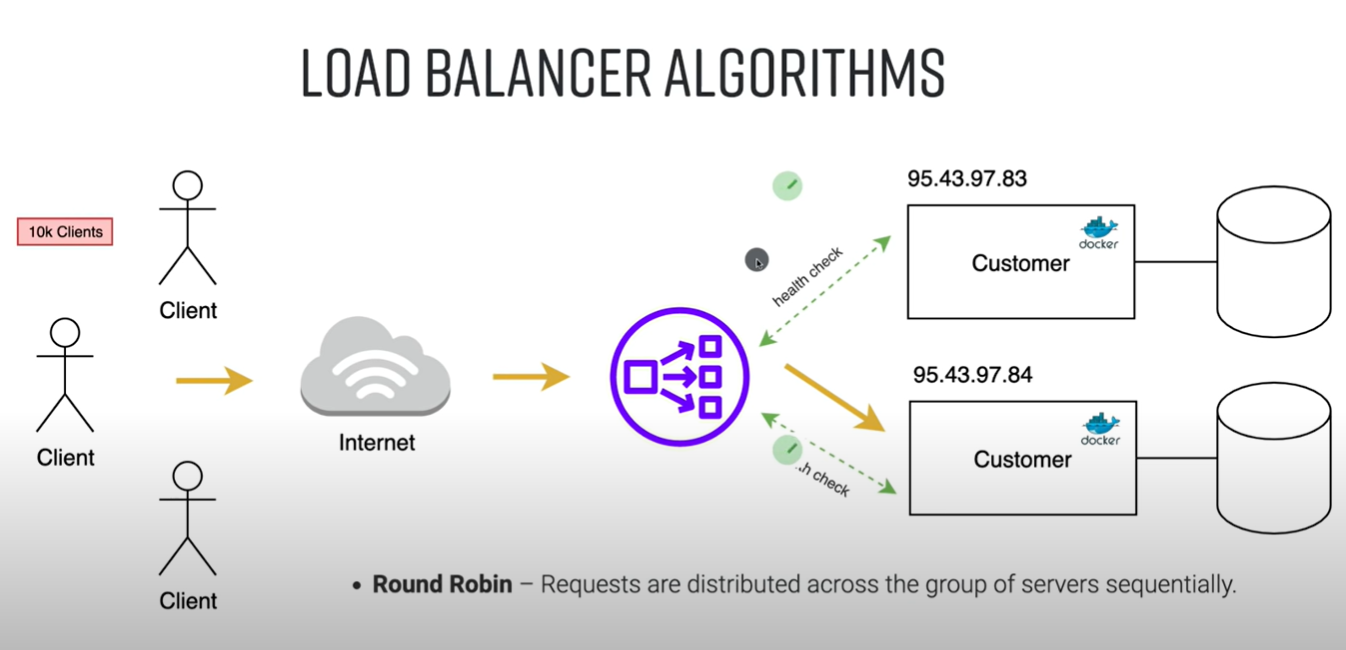 LOAD BALANCER ALGORITHMS
10k Clients
Client
Client
Client
Internet
health check
.h check
95.43.97.83
docker
Customer
95.43.97.84
docker
Customer
• Round Robin – Requests are distributed across the group of servers sequentially.